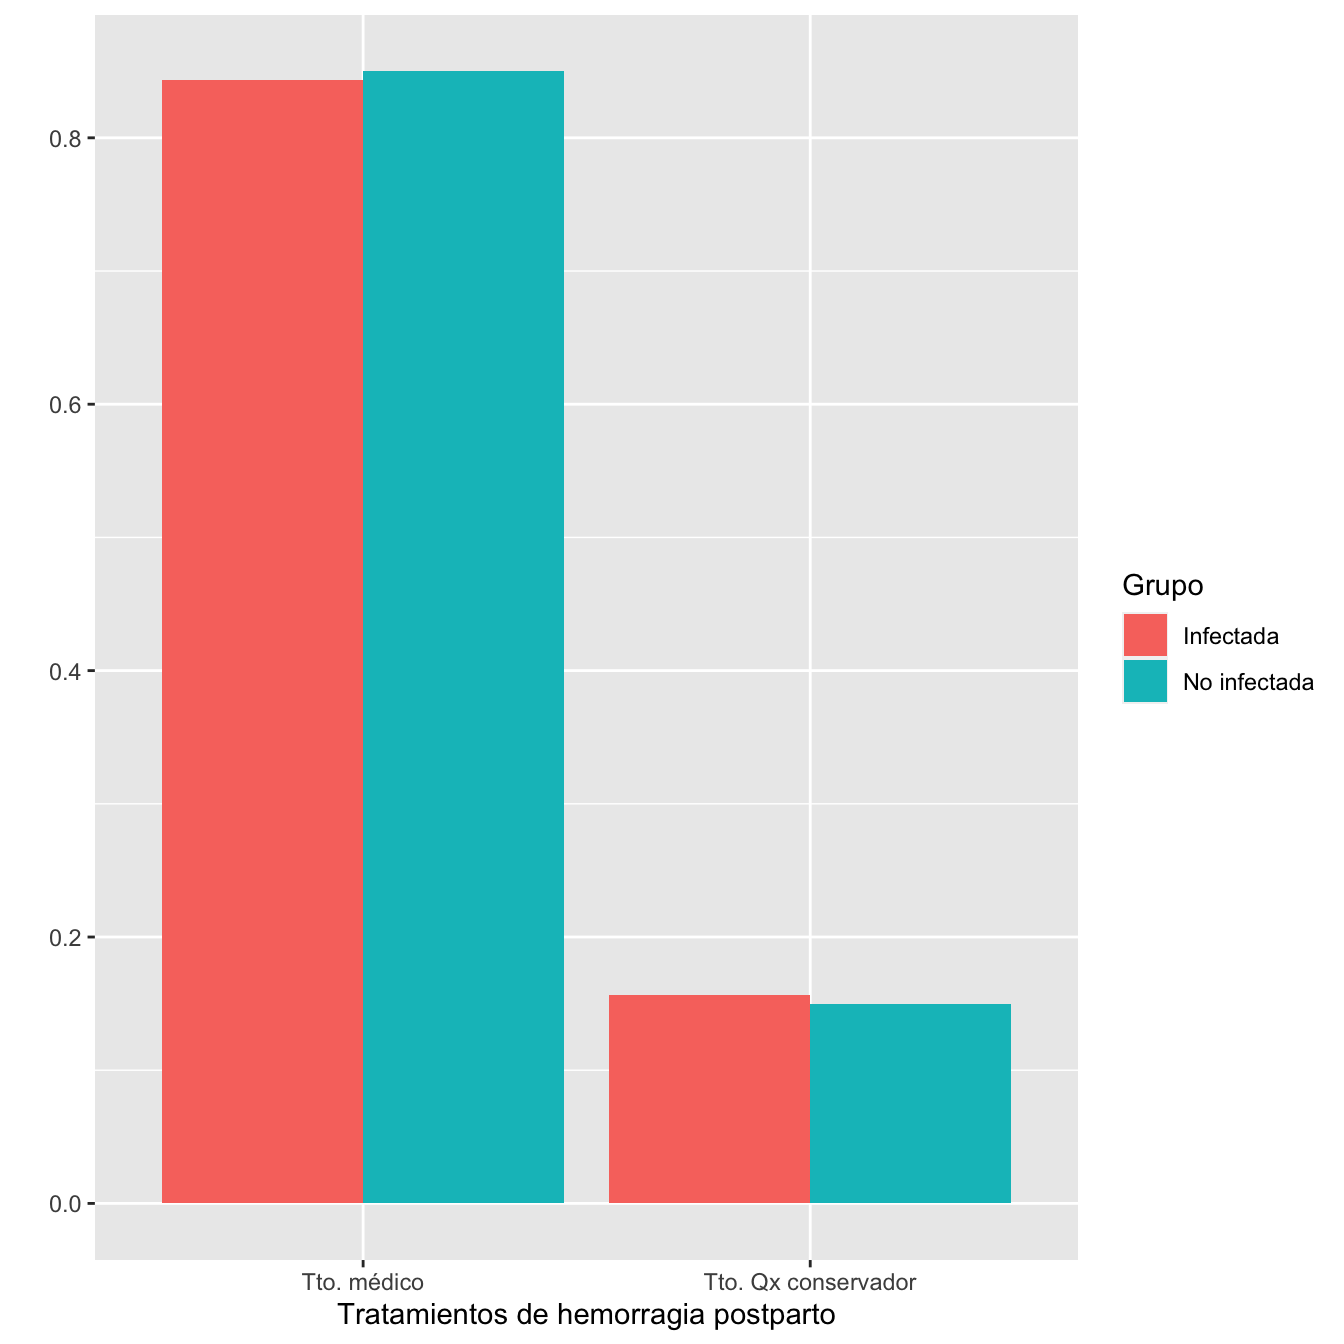 0.8
0.6
0.4
0.2
0.0
Tto. médico
Tto. Qx conservador
Tratamientos de hemorragia postparto
Grupo
Infectada
No infectada